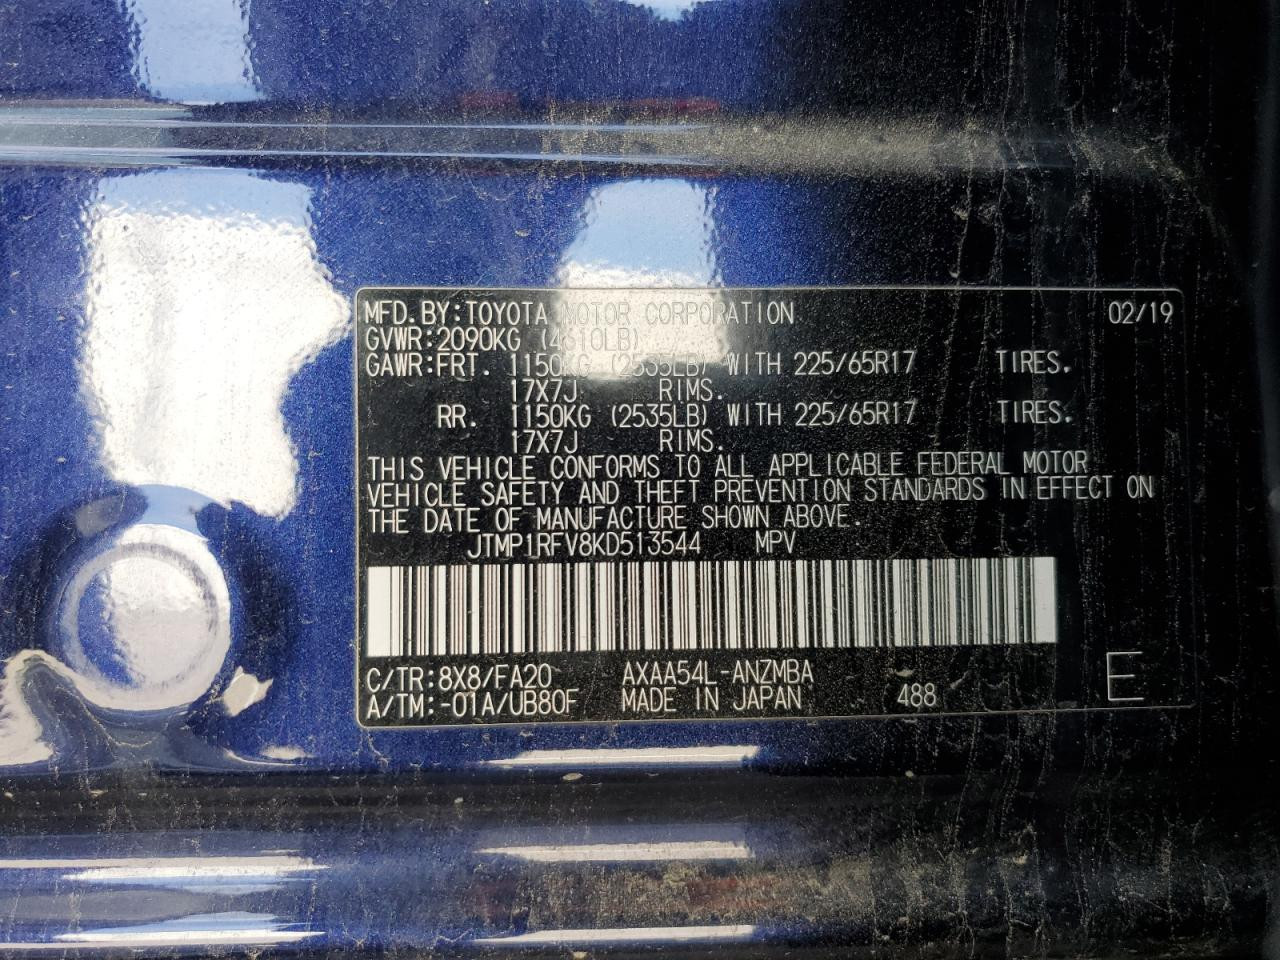 MFD. BY: TOYOTA MOTOR CORPORATION 02/19
GVWR: 2090KG (4610LB)
GAWR: FRT. 1150KG (2535LB) WITH 225/65R17 TIRES.
17X7J RIMS.
RR. 1150KG (2535LB) WITH 225/65R17 TIRES.
17X7J RIMS.
THIS VEHICLE CONFORMS TO ALL APPLICABLE FEDERAL MOTOR
VEHICLE SAFETY AND THEFT PREVENTION STANDARDS IN EFFECT ON
THE DATE OF MANUFACTURE SHOWN ABOVE.
JTMP1RFV8KD513544 MPV
C/TR: 8X8/FA20 AXAA54L-ANZMBA
A/TM: -01A/UB80F MADE IN JAPAN 488 E